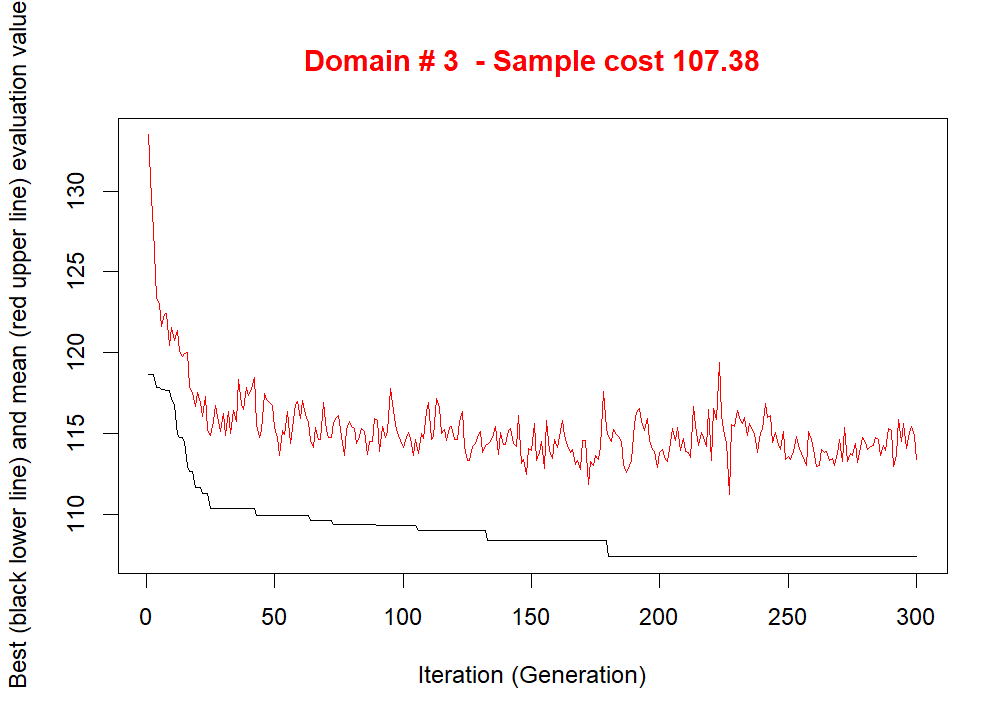 Domain # 3  - Sample cost 107.38
Best (black lower line) and mean (red upper line) evaluation value
130
125
120
115
110
0 50 100 150 200 250 300
Iteration (Generation)